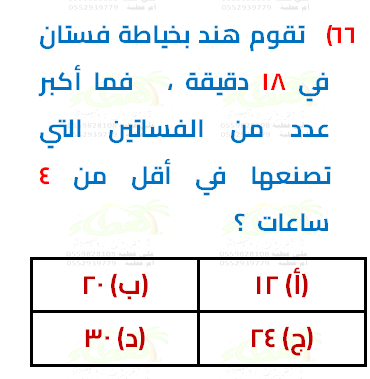 ٦٦) تقوم هند بخياطة فستان
في ١٨ دقيقة ، فما أكبر
عدد من الفساتين التي
تصنعها في أقل من ٤
ساعات ؟
(أ) ١٢ (ب) ٢٠
(ج) ٢٤ (د) ٣٠